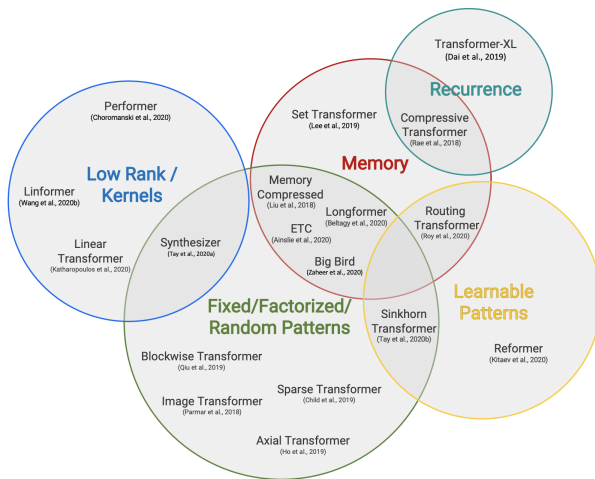 Transformer-XL
(Dai et al., 2019)
Recurrence
Compressive
Transformer
(Rae et al., 2018)
Performer
(Choromanski et al., 2020)
Set Transformer
(Lee et al., 2019)
Memory
Low Rank /
Kernels
Linformer
(Wang et al., 2020b)
Memory
Compressed
(Liu et al., 2018)
Longformer
(Beltagy et al., 2020)
Routing
Transformer
(Roy et al., 2020)
ETC
(Ainslie et al., 2020)
Linear
Transformer
(Katharopoulos et al., 2020)
Synthesizer
(Tay et al., 2020a)
Big Bird
(Zaheer et al., 2020)
Learnable
Patterns
Fixed/Factorized/
Random Patterns
Sinkhorn
Transformer
(Tay et al., 2020b)
Reformer
(Kitaev et al., 2020)
Blockwise Transformer
(Qiu et al., 2019)
Sparse Transformer
(Child et al., 2019)
Image Transformer
(Parmar et al., 2018)
Axial Transformer
(Ho et al., 2019)